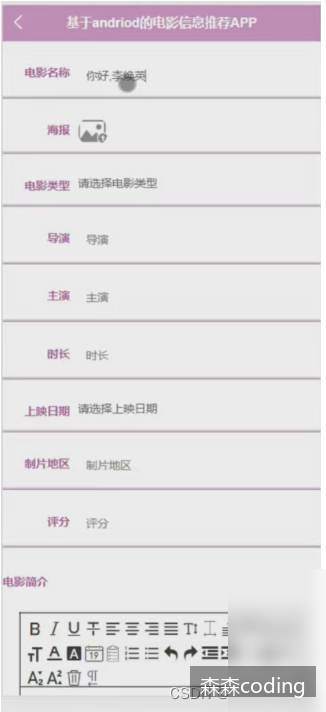 基于andriod的电影信息推荐APP
电影名称 你好,李焕英
海报
电影类型 请选择电影类型
导演 导演
主演 主演
时长 时长
上映日期 请选择上映日期
制片地区 制片地区
评分 评分
电影简介
CSDN @
森森coding